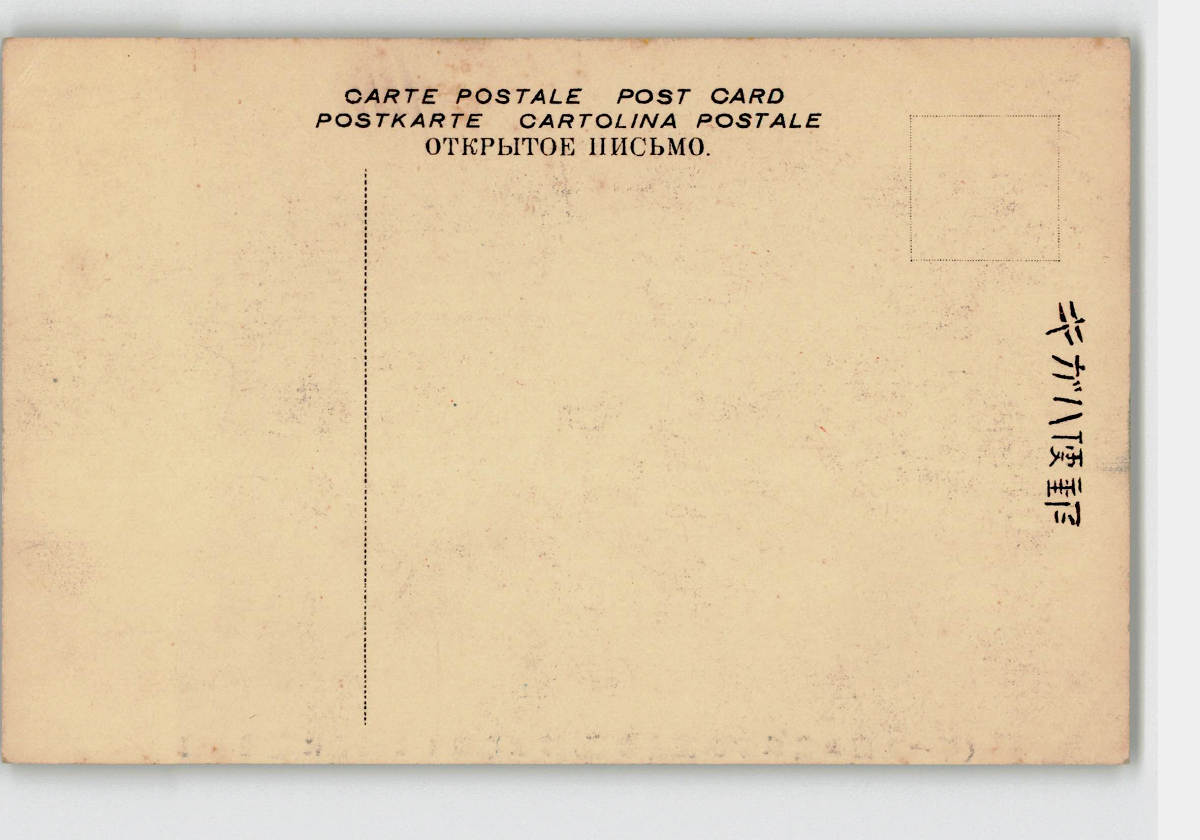 CARTE POSTALE POST CARD
POSTKARTE CARTOLINA POSTALE
ОТКРЫТОЕ ПИСЬМО.
郵便ハガキ